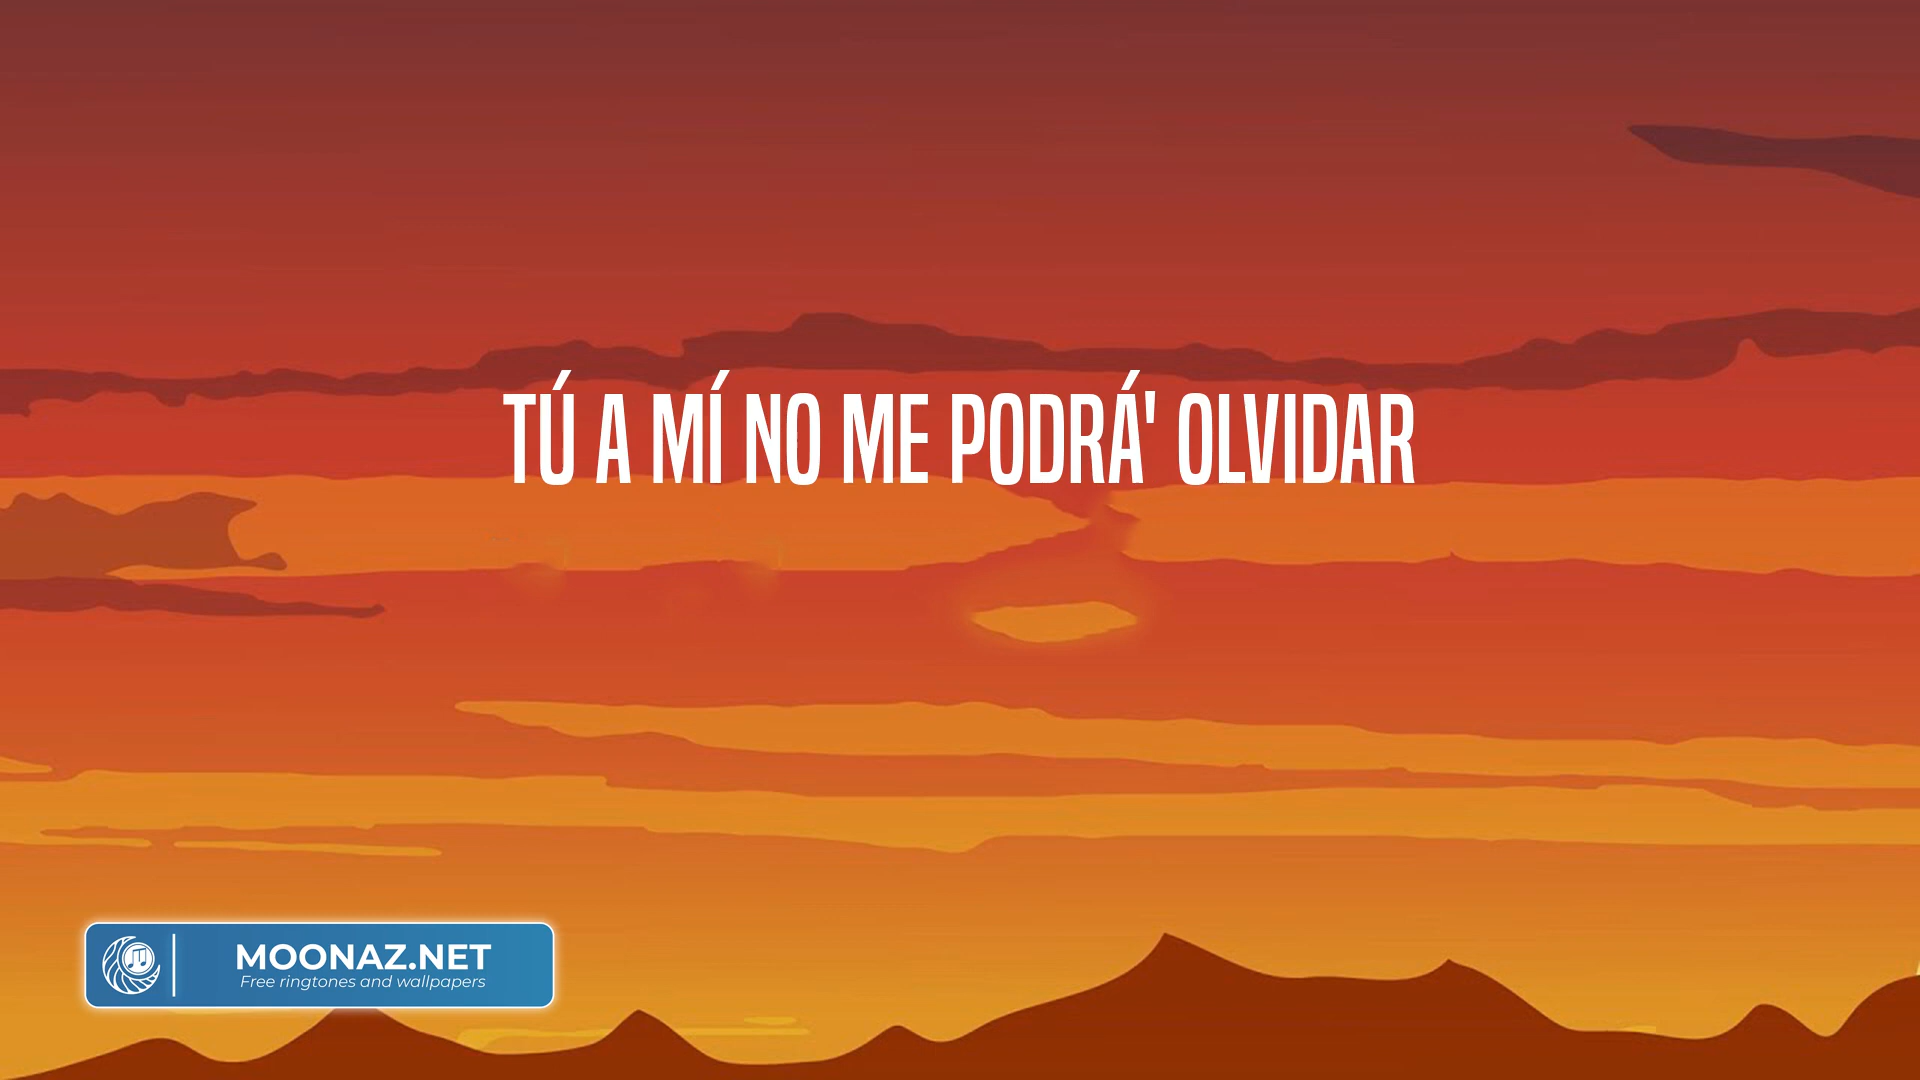 TÚ A MÍ NO ME PODRÁ' OLVIDAR
MOONAZ.NET
Free ringtones and wallpapers